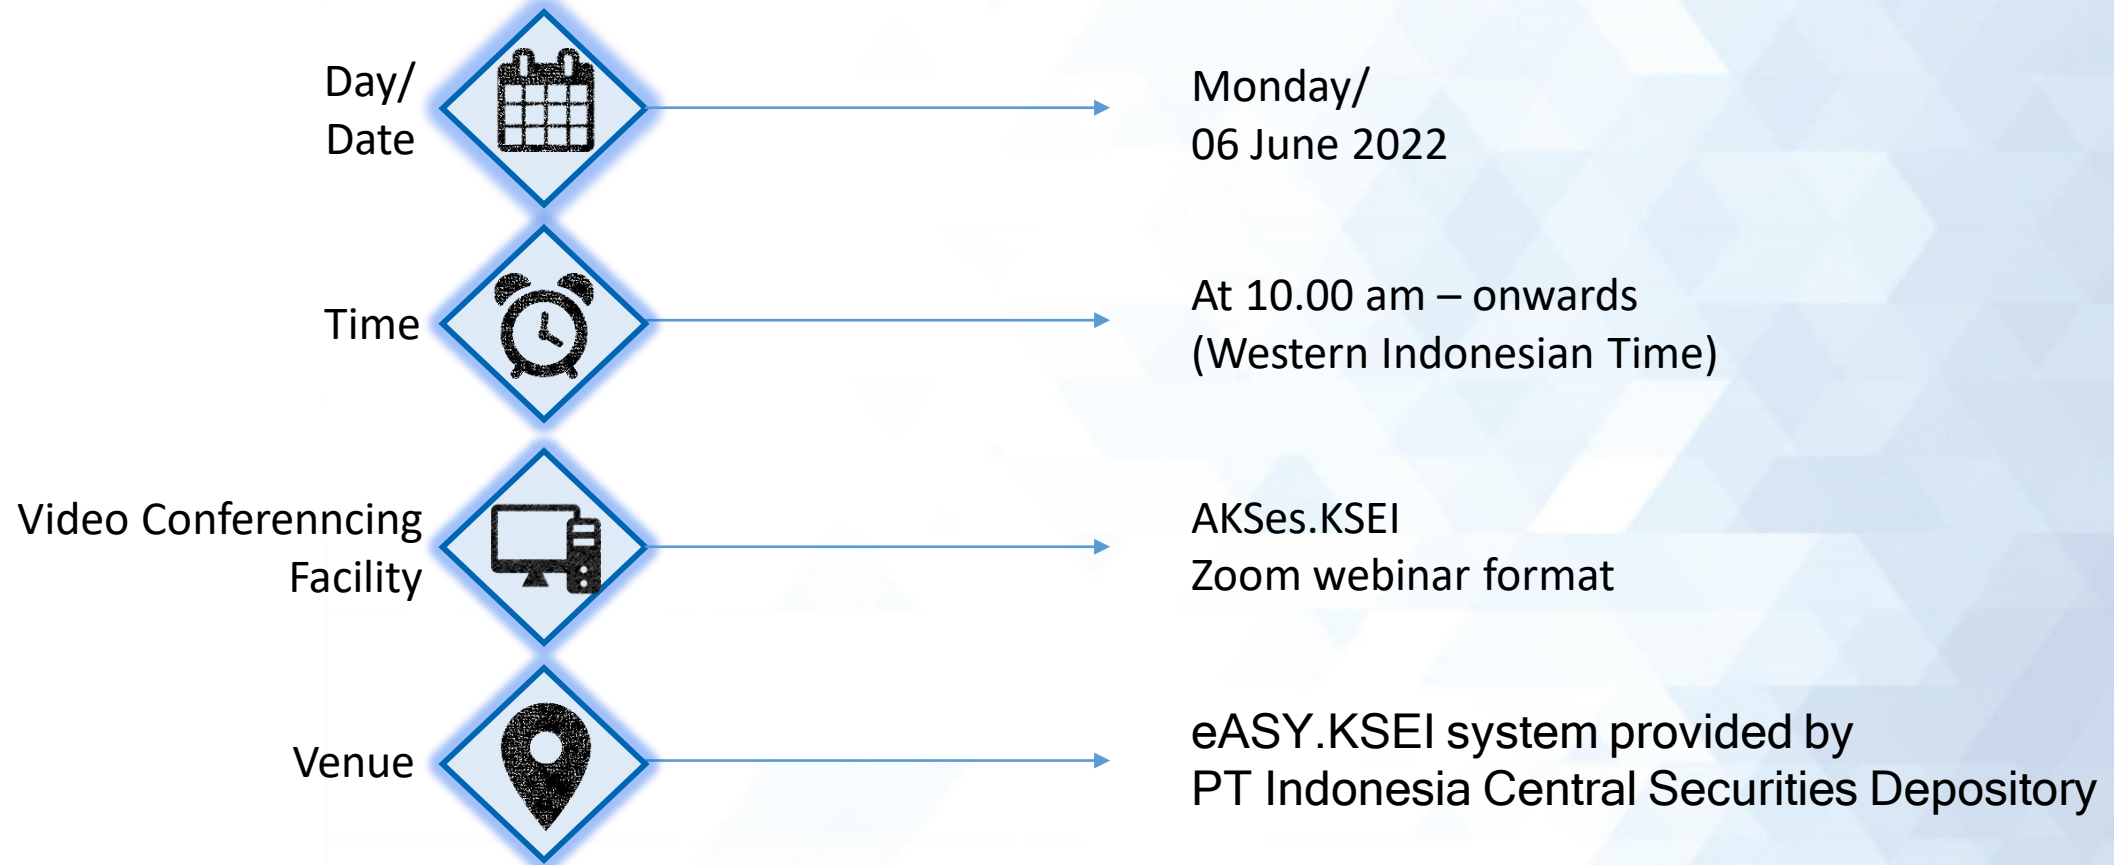 Day/
Date
Monday/
06 June 2022
Time
At 10.00 am – onwards
(Western Indonesian Time)
Video Conferenncing
Facility
AKSes.KSEI
Zoom webinar format
Venue
eASY.KSEI system provided by
PT Indonesia Central Securities Depository